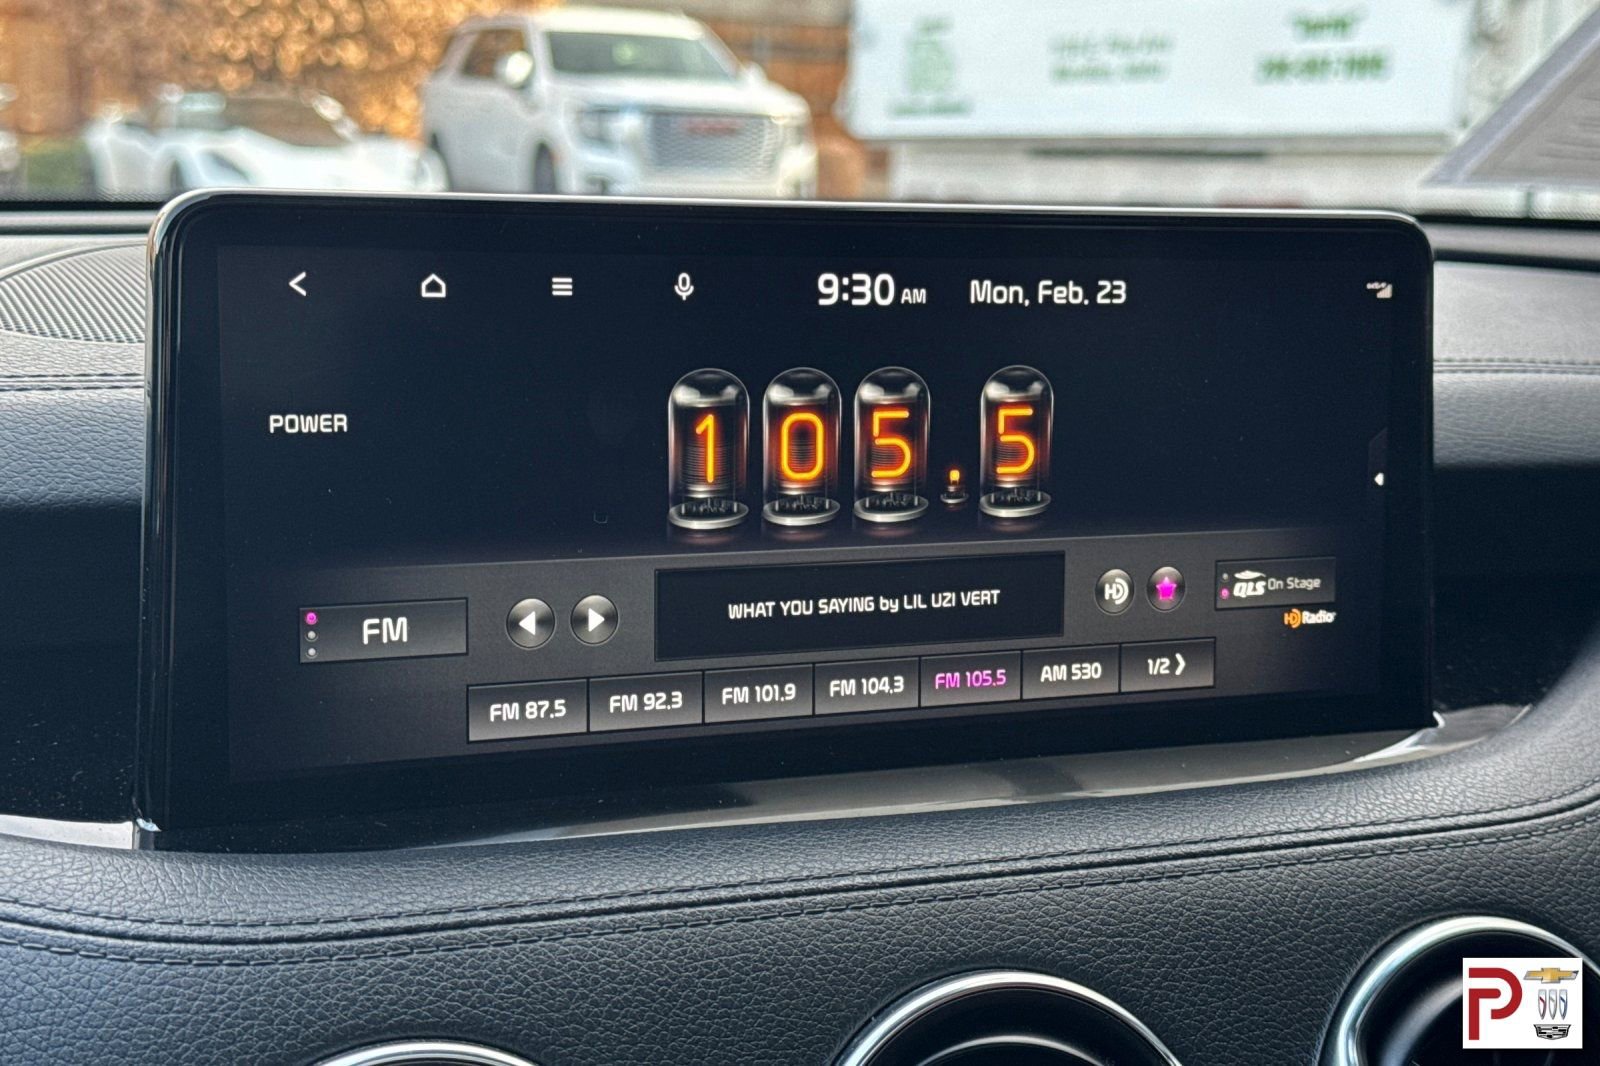 9:30 AM Mon, Feb. 23
POWER
105.5
WHAT YOU SAYING by LIL UZI VERT
HD
QLS On Stage
HD Radio
FM
FM 87.5 FM 92.3 FM 101.9 FM 104.3 FM 105.5 AM 530 1/2 >
P